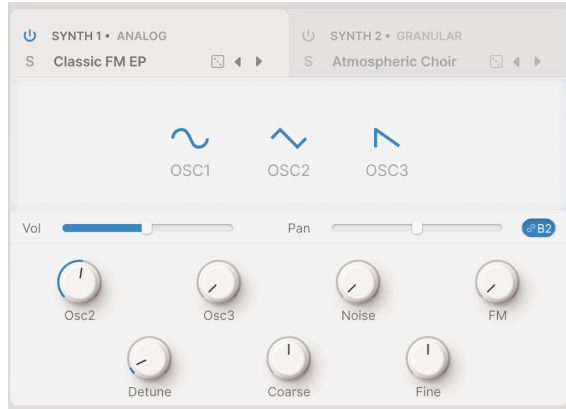 SYNTH 1 • ANALOG
S Classic FM EP
SYNTH 2 • GRANULAR
S Atmospheric Choir
OSC1 OSC2 OSC3
Vol Pan B2
Osc2 Osc3 Noise FM
Detune Coarse Fine